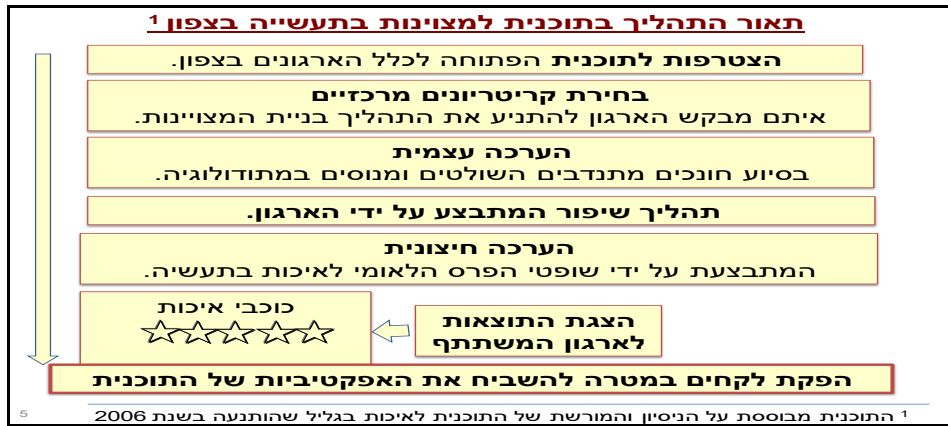 תאור התהליך בתוכנית למצוינות בתעשייה בצפון ¹
הצטרפות לתוכנית הפתוחה לכלל הארגונים בצפון.
בחירת קריטריונים מרכזיים
איתם מבקש הארגון להתניע את התהליך בניית המצויינות.
הערכה עצמית
בסיוע חונכים מתנדבים השולטים ומנוסים במתודולוגיה.
תהליך שיפור המתבצע על ידי הארגון.
הערכה חיצונית
המתבצעת על ידי שופטי הפרס הלאומי לאיכות בתעשיה.
הצגת התוצאות
לארגון המשתתף
כוכבי איכות
הפקת לקחים במטרה להשביח את האפקטיביות של התוכנית
¹ התוכנית מבוססת על הניסיון והמורשת של התוכנית לאיכות בגליל שהותנעה בשנת 2006
5